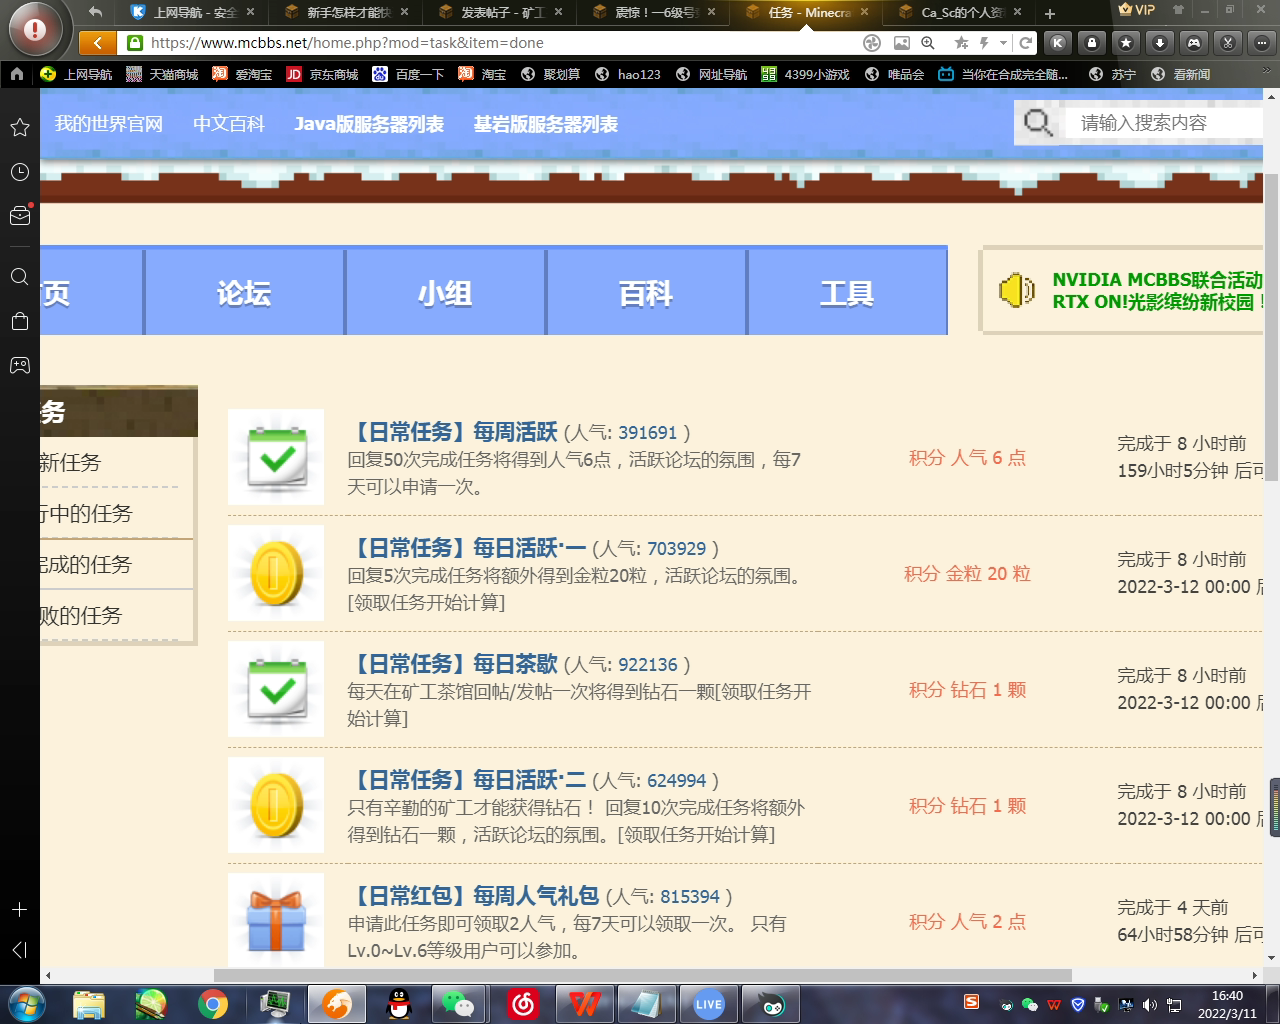 上网导航 - 安全
新手怎样才能快
发表帖子 - 矿工
震惊！一6级号
任务 - Minecra
Ca_Sc的个人资
VIP
https://www.mcbbs.net/home.php?mod=task&item=done
上网导航
天猫商城
爱淘宝
京东商城
百度一下
淘宝
聚划算
hao123
网址导航
4399小游戏
唯品会
当你在合成完全随...
苏宁
看新闻
我的世界官网
中文百科
Java版服务器列表
基岩版服务器列表
请输入搜索内容
页
论坛
小组
百科
工具
NVIDIA MCBBS联合活动
RTX ON!光影缤纷新校园！
务
新任务
行中的任务
完成的任务
败的任务
【日常任务】每周活跃 (人气: 391691 )
回复50次完成任务将得到人气6点，活跃论坛的氛围，每7
天可以申请一次。
积分 人气 6 点
完成于 8 小时前
159小时5分钟 后可
【日常任务】每日活跃·一 (人气: 703929 )
回复5次完成任务将额外得到金粒20粒，活跃论坛的氛围。
[领取任务开始计算]
积分 金粒 20 粒
完成于 8 小时前
2022-3-12 00:00 后
【日常任务】每日茶歇 (人气: 922136 )
每天在矿工茶馆回帖/发帖一次将得到钻石一颗[领取任务开
始计算]
积分 钻石 1 颗
完成于 8 小时前
2022-3-12 00:00 后
【日常任务】每日活跃·二 (人气: 624994 )
只有辛勤的矿工才能获得钻石！ 回复10次完成任务将额外
得到钻石一颗，活跃论坛的氛围。[领取任务开始计算]
积分 钻石 1 颗
完成于 8 小时前
2022-3-12 00:00 后
【日常红包】每周人气礼包 (人气: 815394 )
申请此任务即可领取2人气，每7天可以领取一次。 只有
Lv.0~Lv.6等级用户可以参加。
积分 人气 2 点
完成于 4 天前
64小时58分钟 后可
LIVE
16:40
2022/3/11